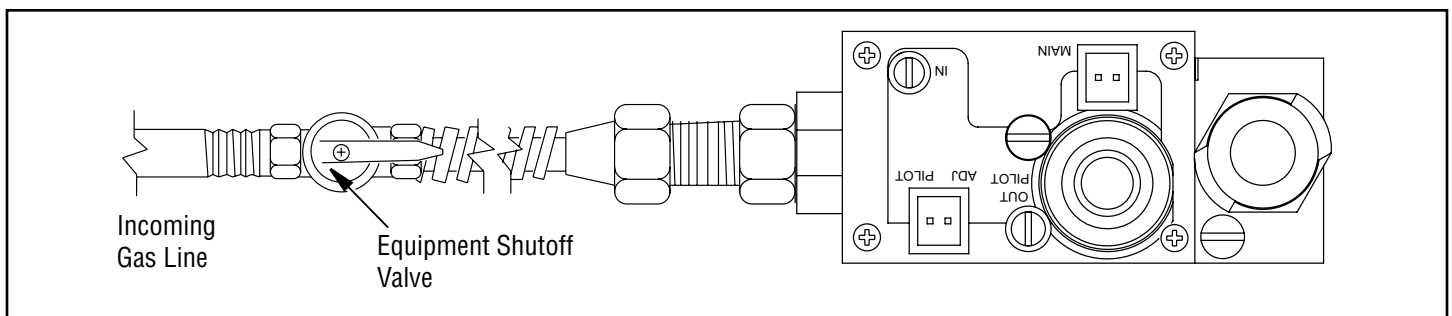 MAIN
IN
PILOT
ADJ
PILOT
OUT
Incoming
Gas Line
Equipment Shutoff
Valve